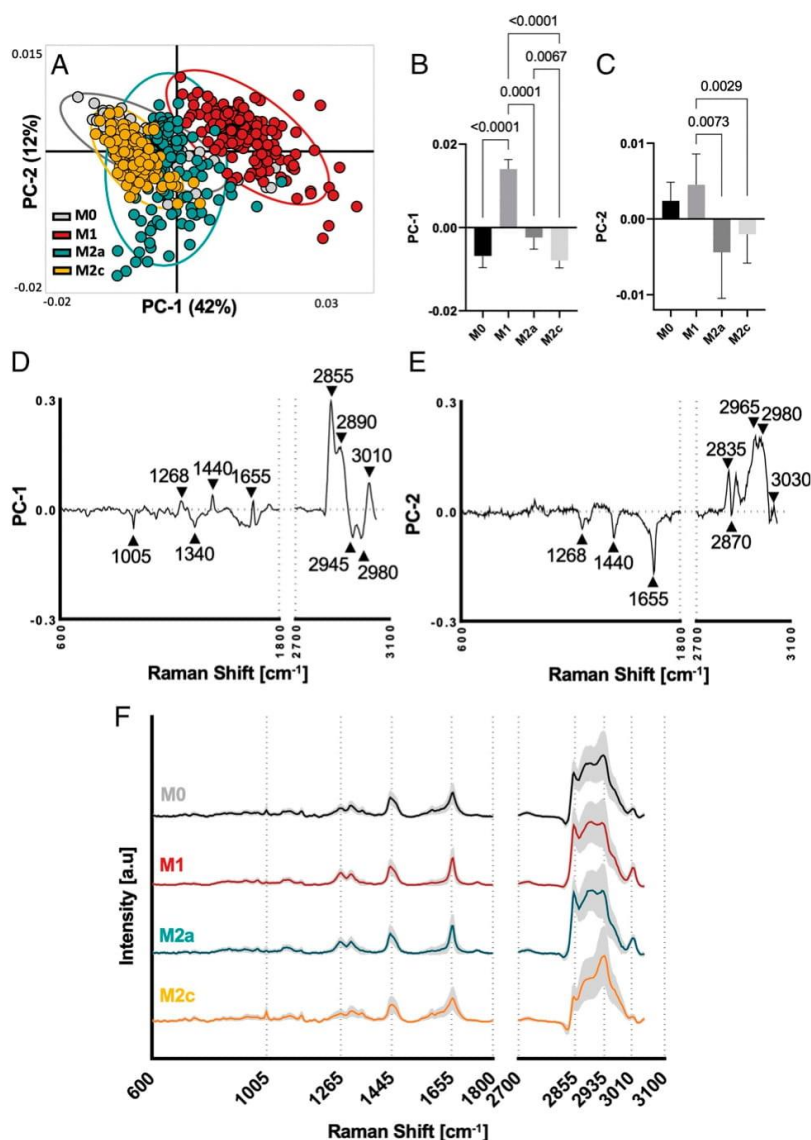 A
0.015
PC-2 (12%)
M0
M1
M2a
M2c
-0.02
-0.02
PC-1 (42%)
0.03
B
<0.0001
0.0067
0.0001
<0.0001
PC-1
0.02
0.00
-0.02
M0
M1
M2a
M2c
C
0.0029
0.0073
PC-2
0.010
0.00
-0.01
M0
M1
M2a
M2c
D
PC-1
0.3
0.0
-0.3
2855
2890
3010
1268
1440
1655
1005
1340
2945
2980
600
1800
2700
3100
Raman Shift [cm⁻¹]
E
PC-2
0.3
0.0
-0.3
2965
2980
2835
3030
2870
1268
1440
1655
600
1800
2700
3100
Raman Shift [cm⁻¹]
F
Intensity [a.u]
M0
M1
M2a
M2c
600
1005
1265
1445
1655
1800
2700
2855
2935
3010
3100
Raman Shift [cm⁻¹]